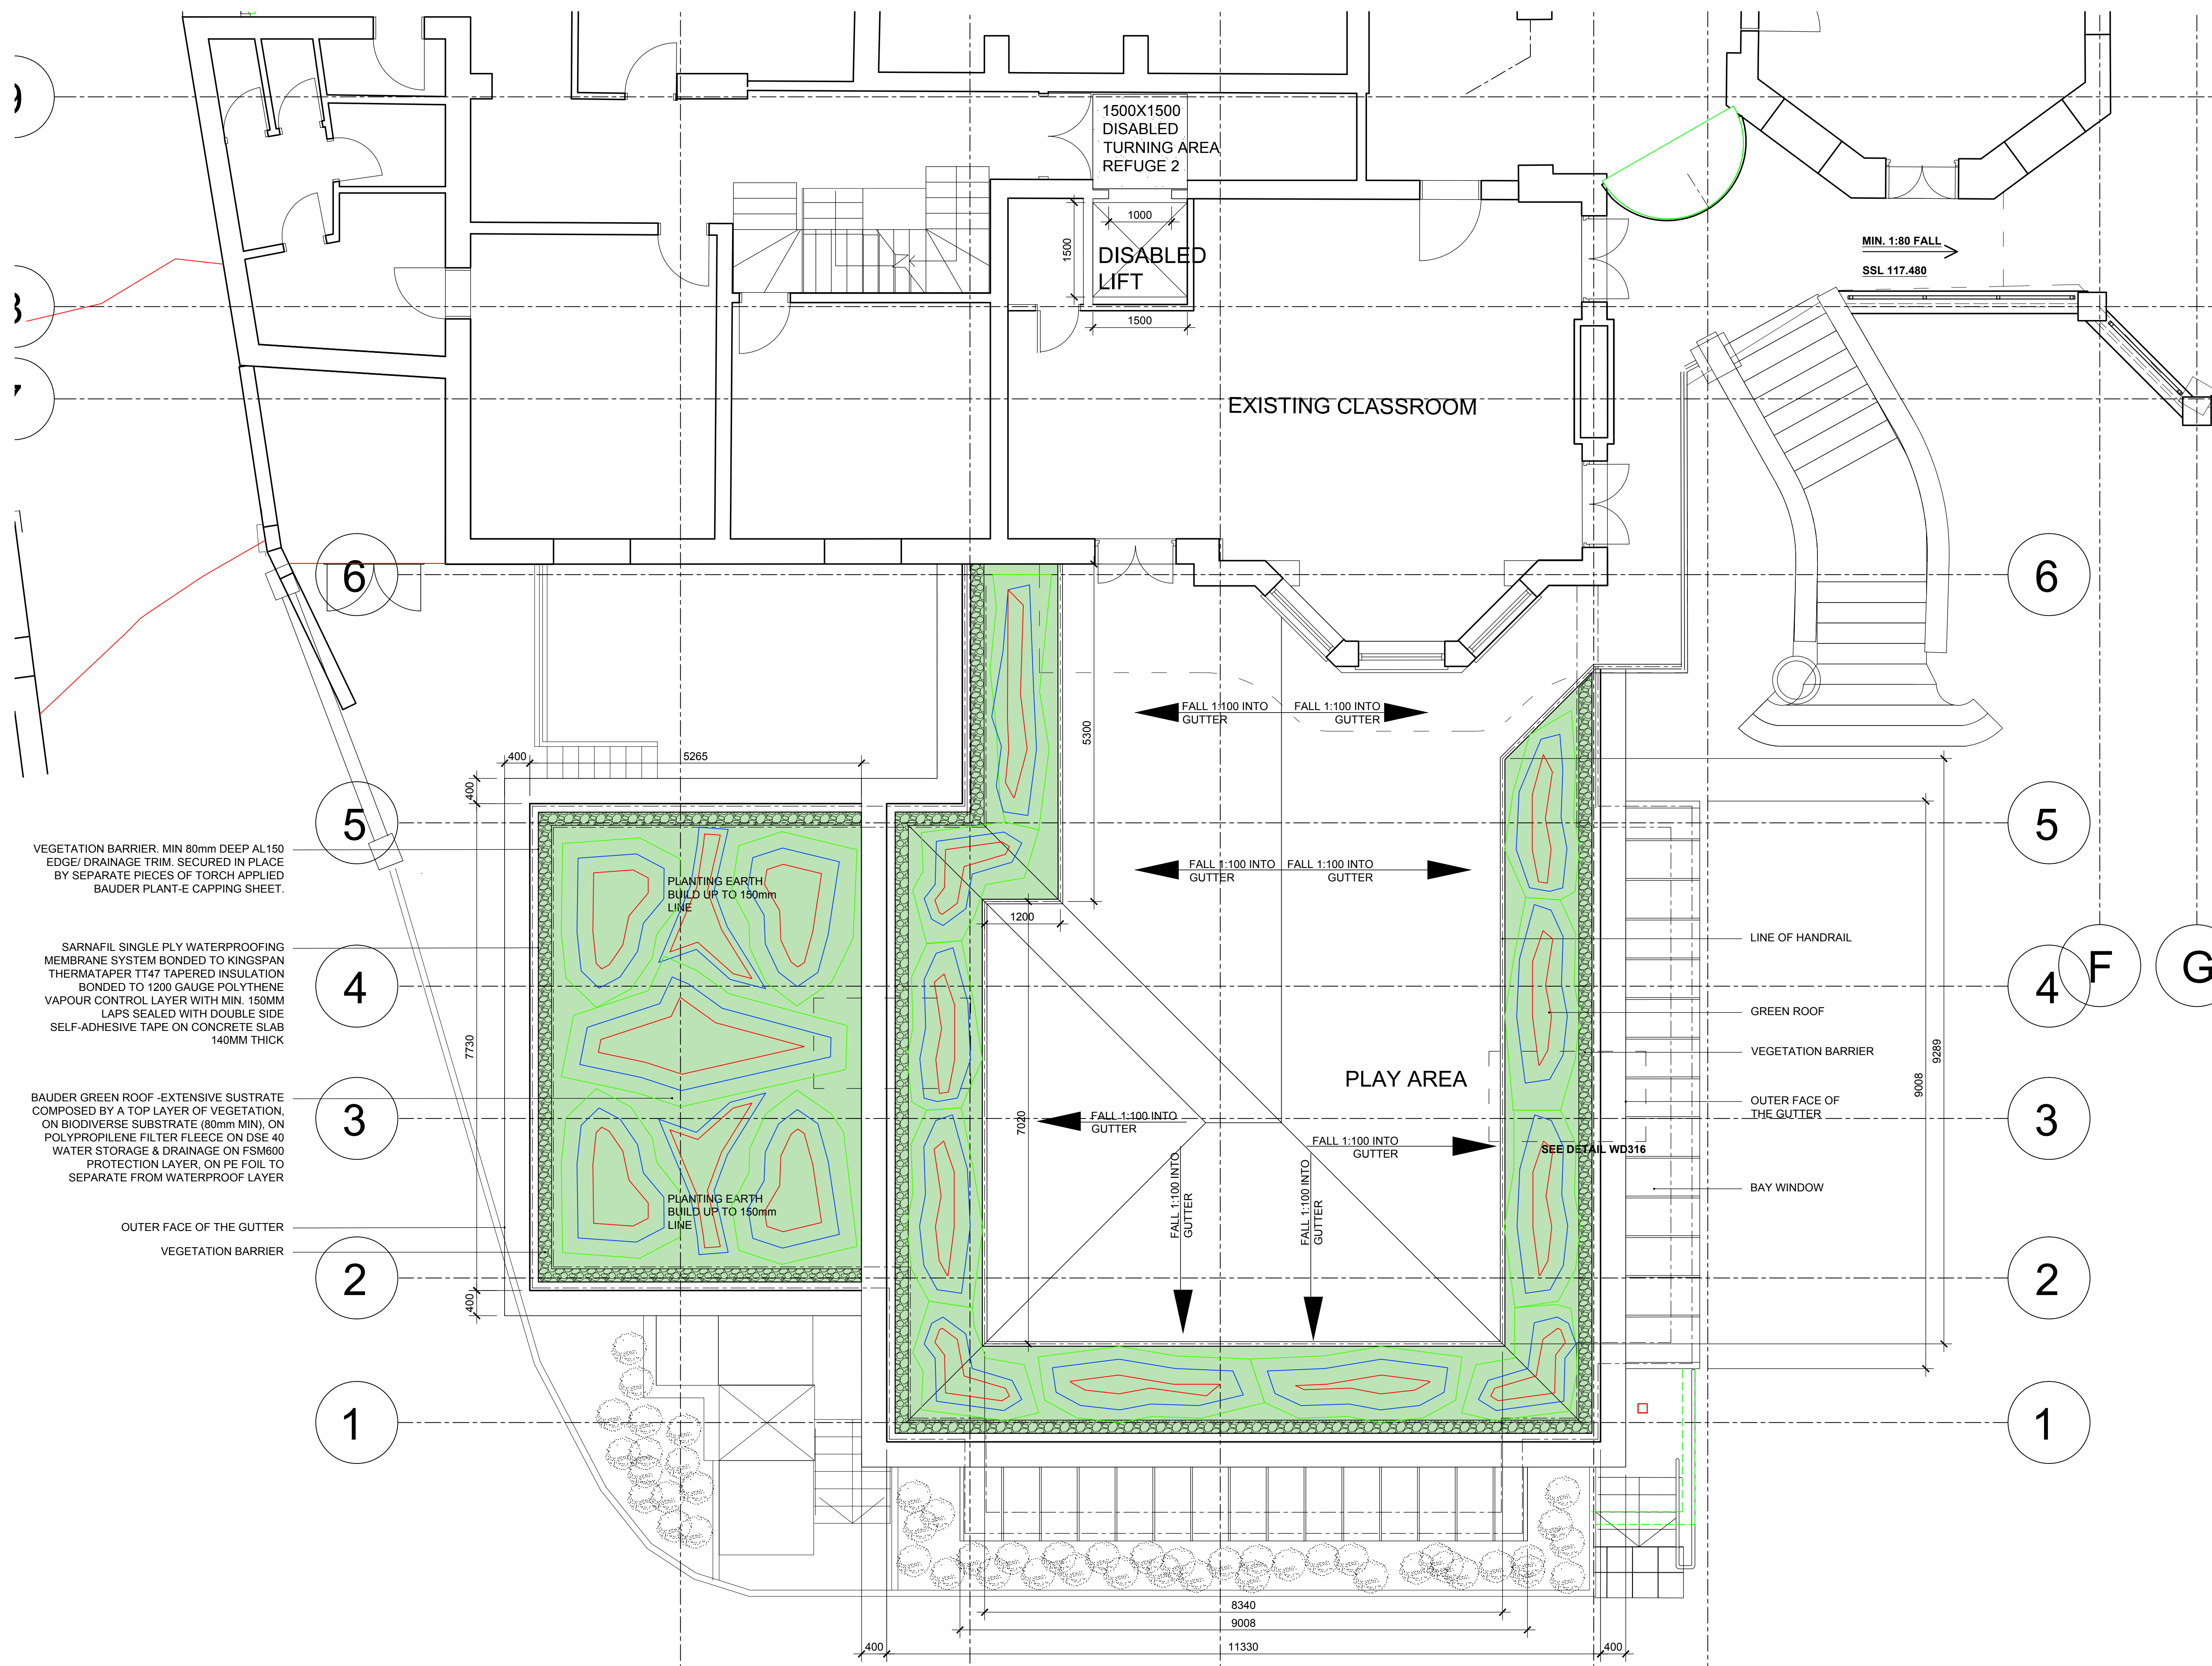 9
1500X1500
DISABLED
TURNING AREA
REFUGE 2
1000
1500
DISABLED
LIFT
1500
MIN. 1:80 FALL
SSL 117.480
8
7
EXISTING CLASSROOM
6
6
FALL 1:100 INTO
GUTTER
FALL 1:100 INTO
GUTTER
5300
400
5265
400
5
5
VEGETATION BARRIER. MIN 80mm DEEP AL150
EDGE/ DRAINAGE TRIM. SECURED IN PLACE
BY SEPARATE PIECES OF TORCH APPLIED
BAUDER PLANT-E CAPPING SHEET.
PLANTING EARTH
BUILD UP TO 150mm
LINE
FALL 1:100 INTO
GUTTER
FALL 1:100 INTO
GUTTER
1200
LINE OF HANDRAIL
SARNAFIL SINGLE PLY WATERPROOFING
MEMBRANE SYSTEM BONDED TO KINGSPAN
THERMATAPER TT47 TAPERED INSULATION
BONDED TO 1200 GAUGE POLYTHENE
VAPOUR CONTROL LAYER WITH MIN. 150MM
LAPS SEALED WITH DOUBLE SIDE
SELF-ADHESIVE TAPE ON CONCRETE SLAB
140MM THICK
4
4
F
G
GREEN ROOF
7730
VEGETATION BARRIER
9289
9008
PLAY AREA
BAUDER GREEN ROOF -EXTENSIVE SUSTRATE
COMPOSED BY A TOP LAYER OF VEGETATION,
ON BIODIVERSE SUBSTRATE (80mm MIN), ON
POLYPROPILENE FILTER FLEECE ON DSE 40
WATER STORAGE & DRAINAGE ON FSM600
PROTECTION LAYER, ON PE FOIL TO
SEPARATE FROM WATERPROOF LAYER
3
3
7020
FALL 1:100 INTO
GUTTER
FALL 1:100 INTO
GUTTER
OUTER FACE OF
THE GUTTER
SEE DETAIL WD316
BAY WINDOW
PLANTING EARTH
BUILD UP TO 150mm
LINE
FALL 1:100 INTO
GUTTER
FALL 1:100 INTO
GUTTER
OUTER FACE OF THE GUTTER
VEGETATION BARRIER
2
2
400
1
1
8340
9008
400
11330
400